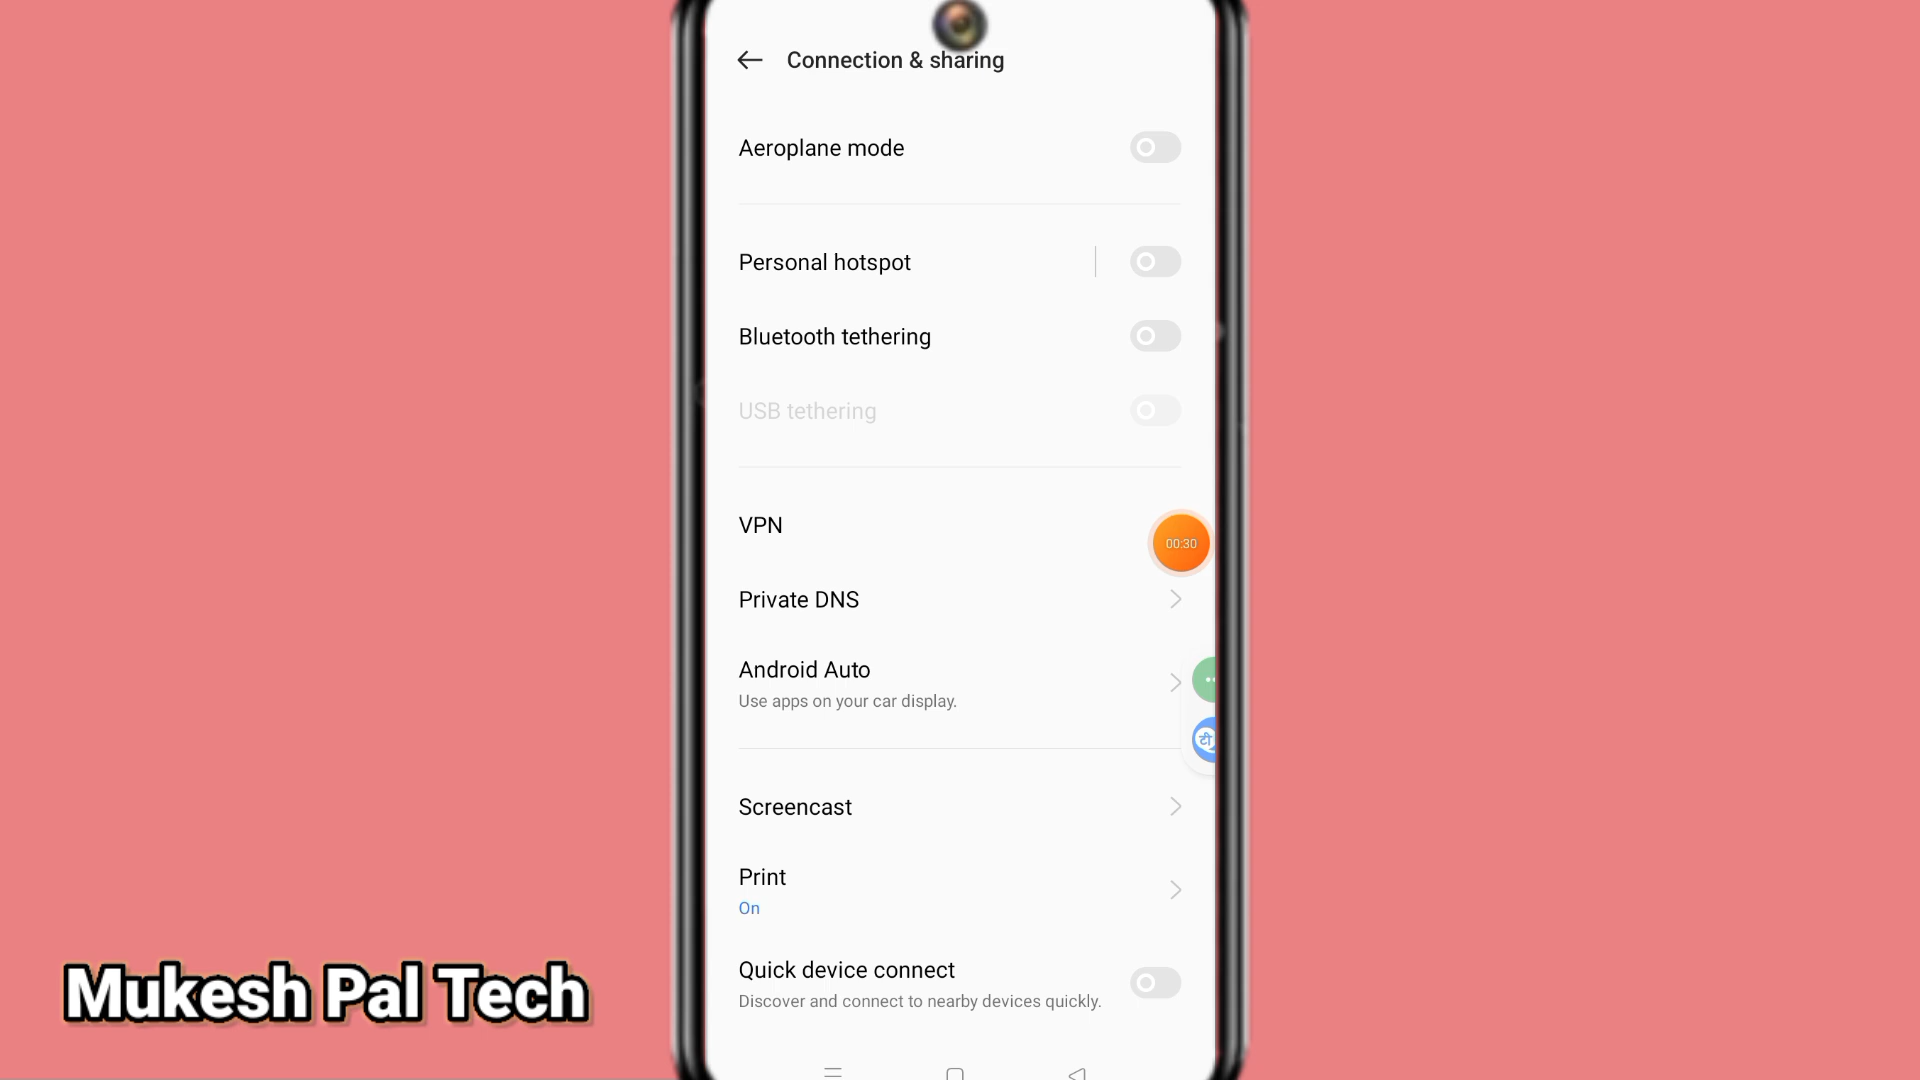 Connection & sharing
Aeroplane mode
Personal hotspot
Bluetooth tethering
USB tethering
VPN
00:30
Private DNS
Android Auto
Use apps on your car display.
टी
Screencast
Print
On
Quick device connect
Discover and connect to nearby devices quickly.
Mukesh Pal Tech